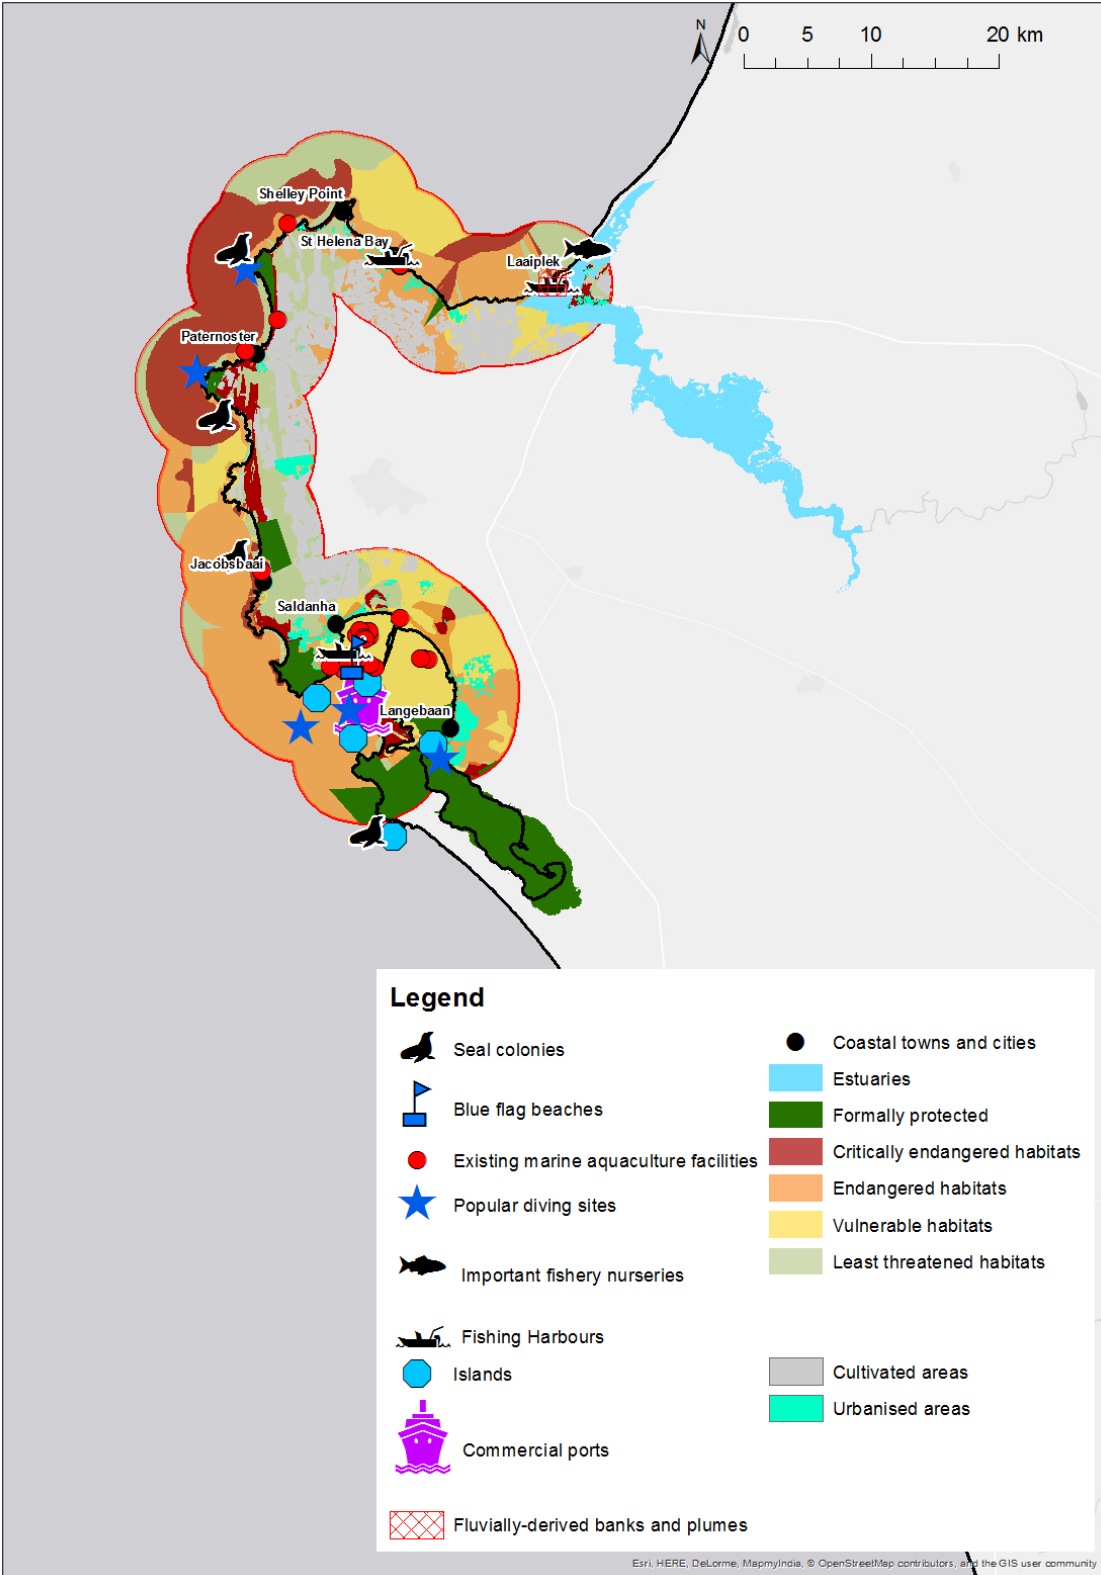 N
0 5 10 20 km
Shelley Point
St Helena Bay
Laaiplek
Paternoster
Jacobsbaai
Saldanha
Langebaan
Legend
Seal colonies
Blue flag beaches
Existing marine aquaculture facilities
Popular diving sites
Important fishery nurseries
Fishing Harbours
Islands
Commercial ports
Fluvially-derived banks and plumes
Coastal towns and cities
Estuaries
Formally protected
Critically endangered habitats
Endangered habitats
Vulnerable habitats
Least threatened habitats
Cultivated areas
Urbanised areas
Esri, HERE, DeLorme, MapmyIndia, © OpenStreetMap contributors, and the GIS user community